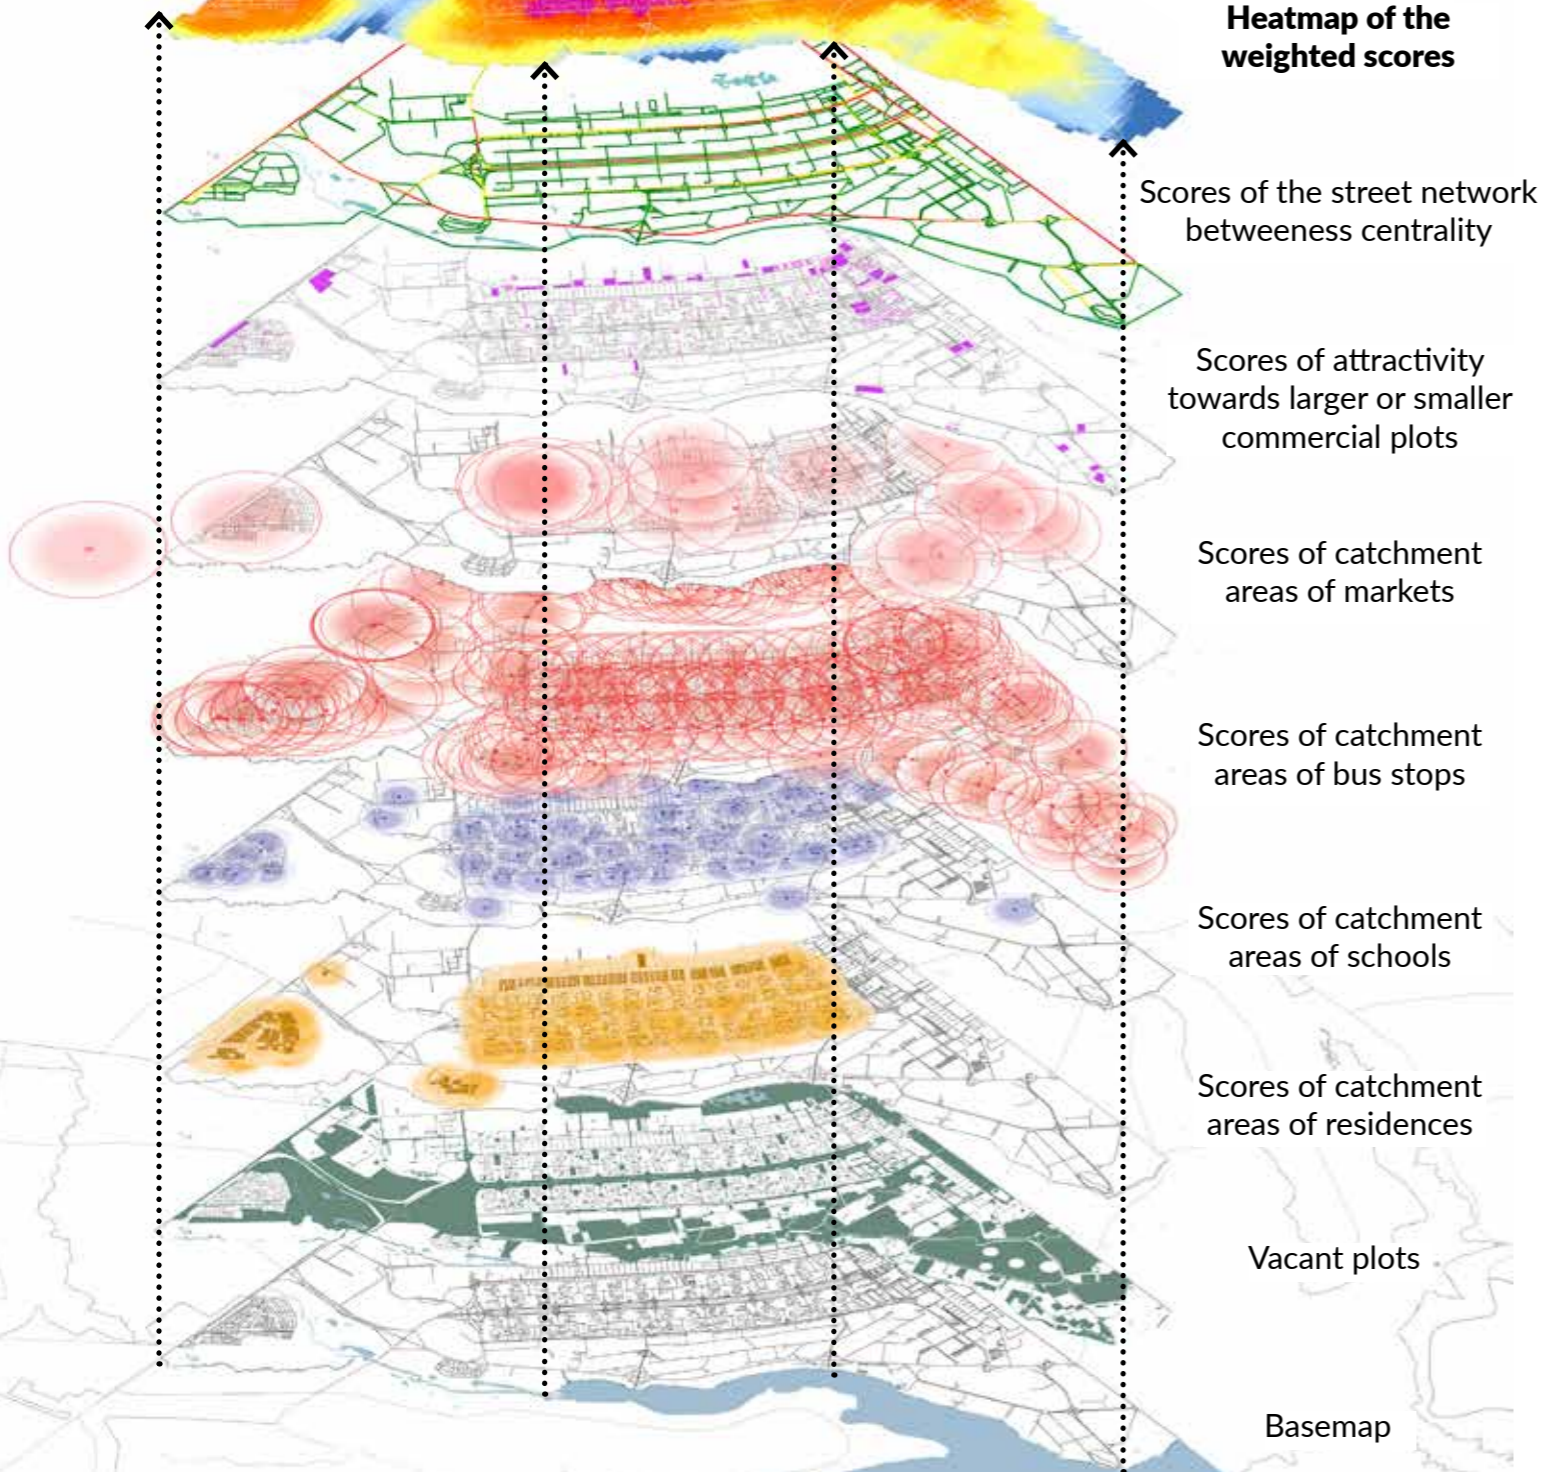 Heatmap of the
weighted scores
Scores of the street network
betweeness centrality
Scores of attractivity
towards larger or smaller
commercial plots
Scores of catchment
areas of markets
Scores of catchment
areas of bus stops
Scores of catchment
areas of schools
Scores of catchment
areas of residences
Vacant plots
Basemap